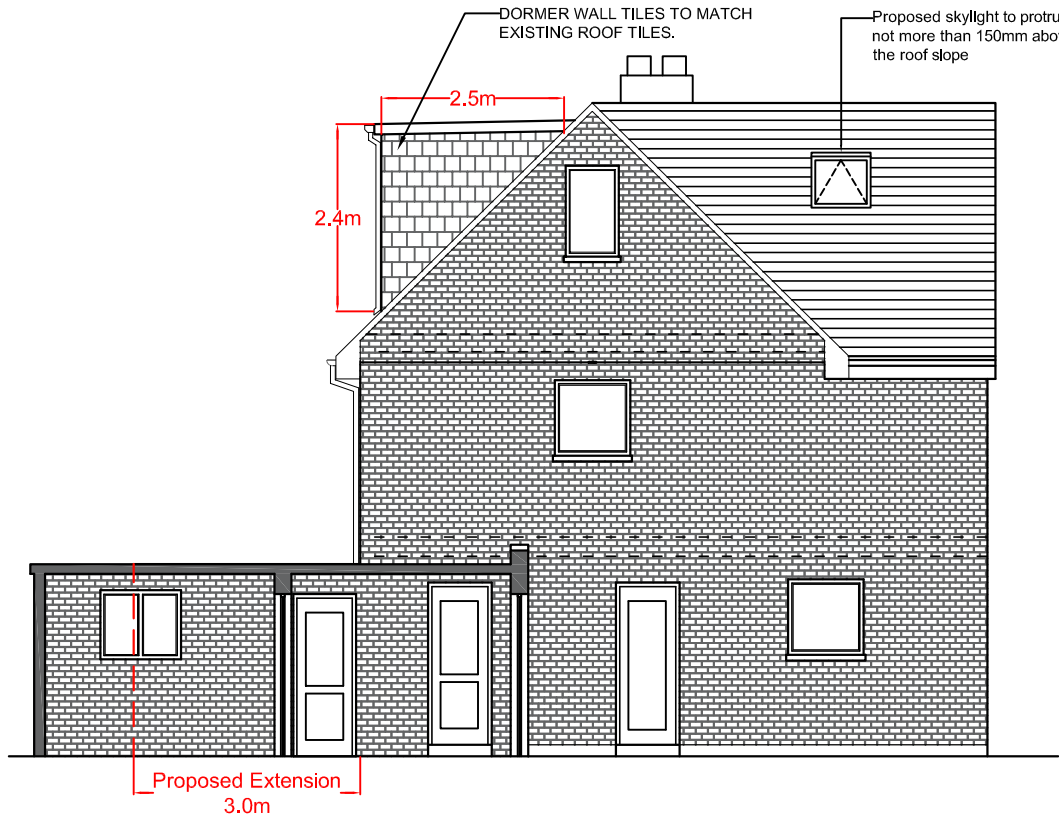 DORMER WALL TILES TO MATCH
EXISTING ROOF TILES.
Proposed skylight to protru
not more than 150mm abo
the roof slope
2.5m
2.4m
Proposed Extension
3.0m